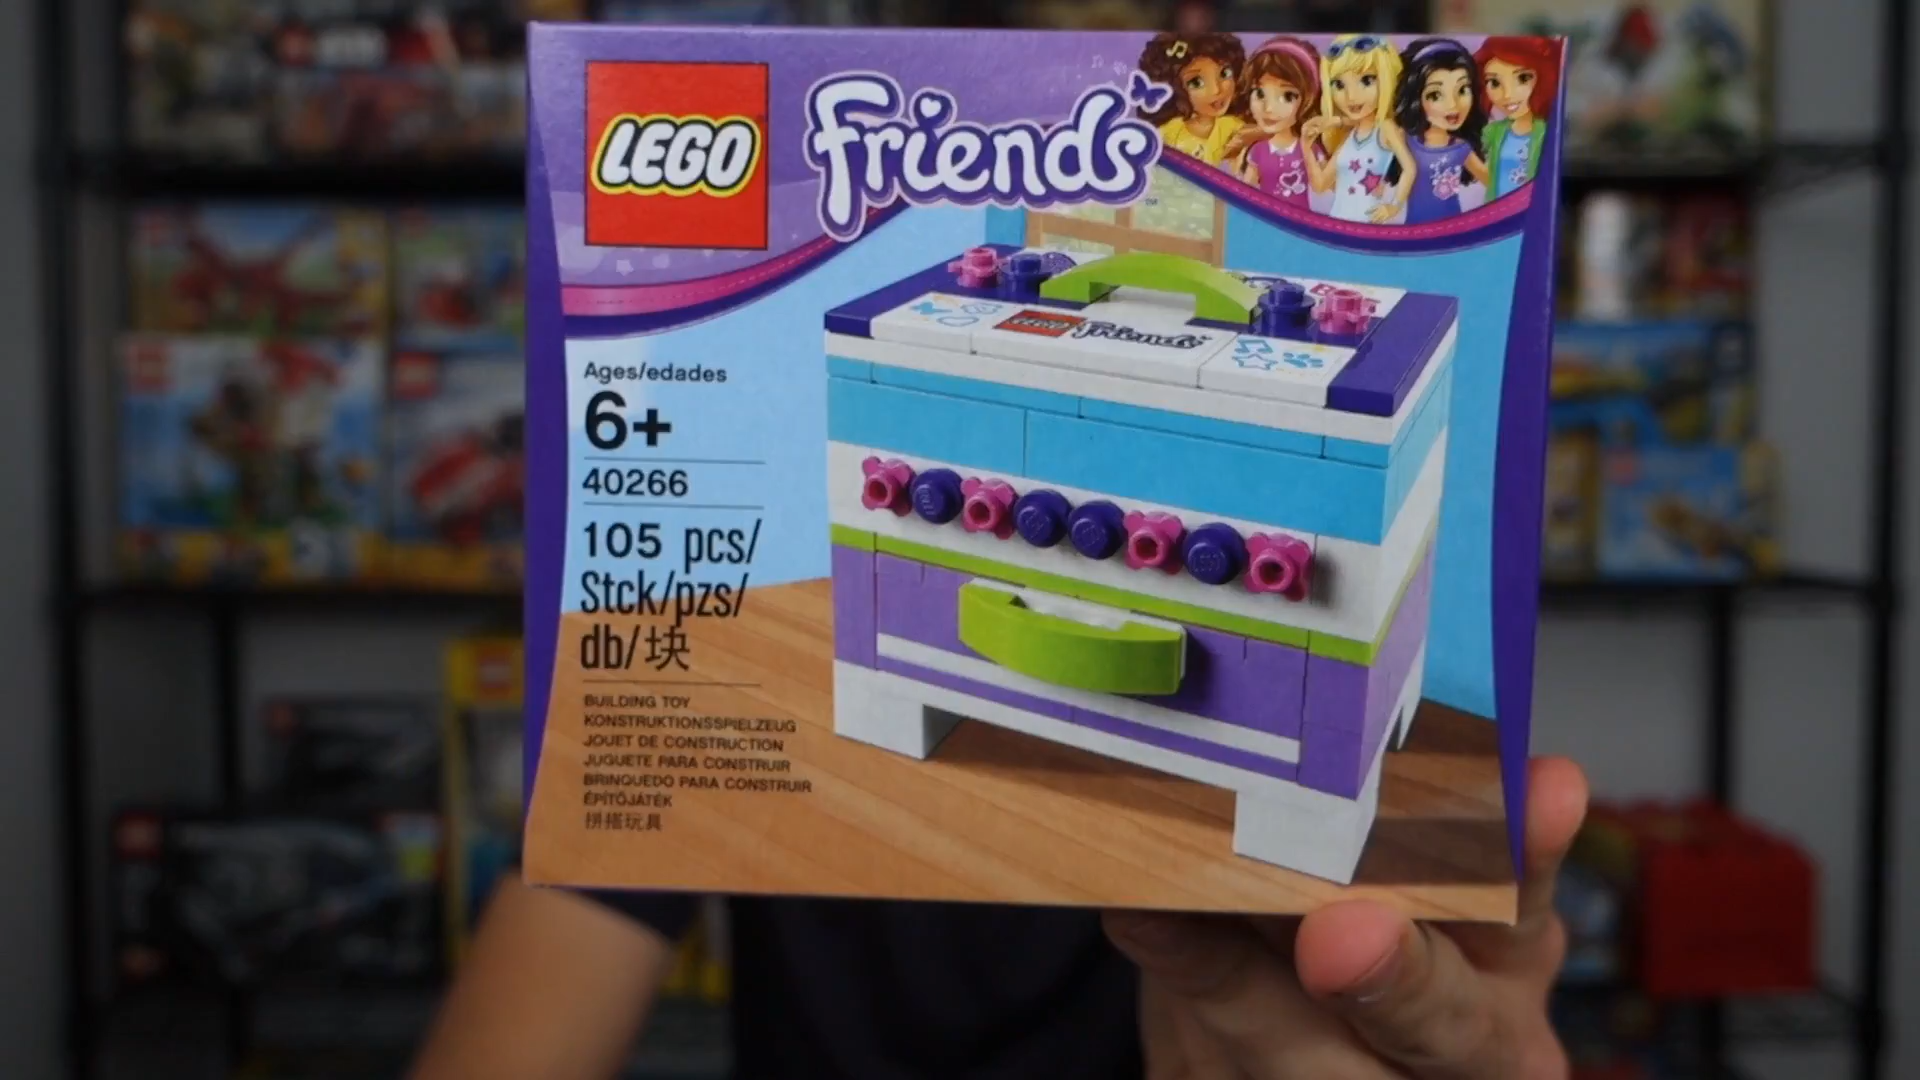 LEGO
friends
TM
LEGO friends
Ages/edades
6+
40266
105 pcs/
Stck/pzs/
db/块
BUILDING TOY
KONSTRUKTIONSSPIELZEUG
JOUET DE CONSTRUCTION
JUGUETE PARA CONSTRUIR
BRINQUEDO PARA CONSTRUIR
ÉPÍTŐJÁTÉK
拼搭玩具